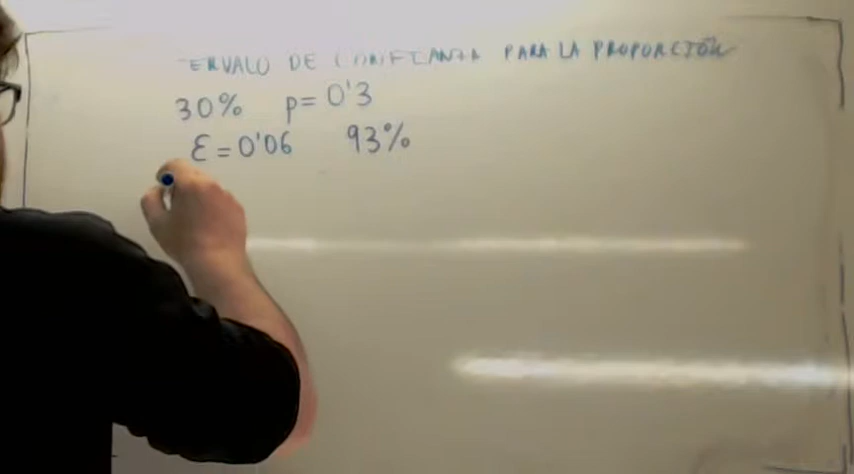 ERVALO DE CONFIANZA PARA LA PROPORCIÓN
30% p= 0'3
ε = 0'06 93%